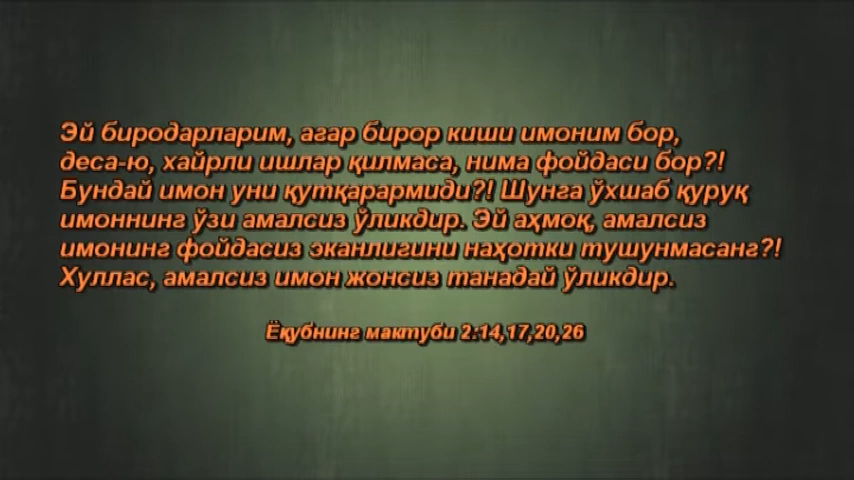 Эй биродарларим, агар бирор киши имоним бор,
деса-ю, хайрли ишлар қилмаса, нима фойдаси бор?!
Бундай имон уни қутқарармиди?! Шунга ўхшаб қуруқ
имоннинг ўзи амалсиз ўликдир. Эй аҳмоқ, амалсиз
имонинг фойдасиз эканлигини наҳотки тушунмасанг?!
Хуллас, амалсиз имон жонсиз танадай ўликдир.
Ёқубнинг мактуби 2:14,17,20,26